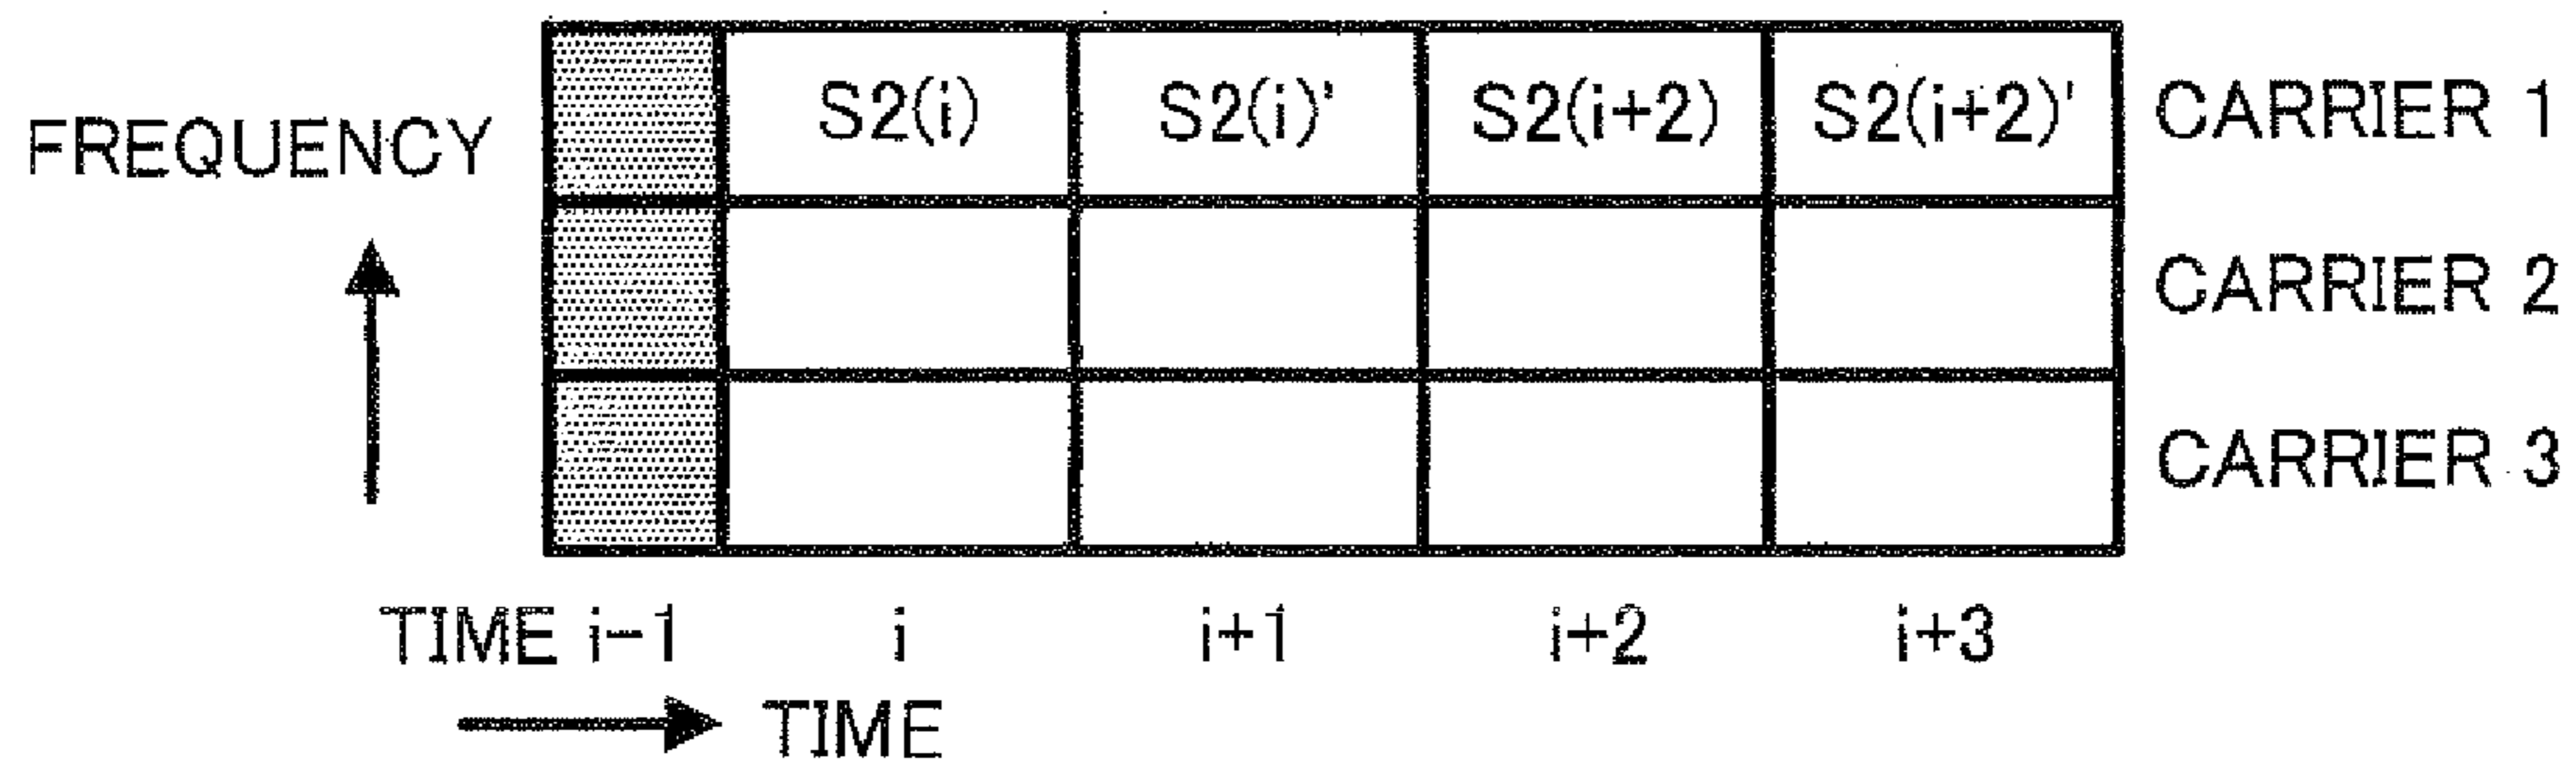 S2(i) S2(i)' S2(i+2) S2(i+2)' CARRIER 1
FREQUENCY
CARRIER 2
CARRIER 3
TIME i-1 i i+1 i+2 i+3
TIME